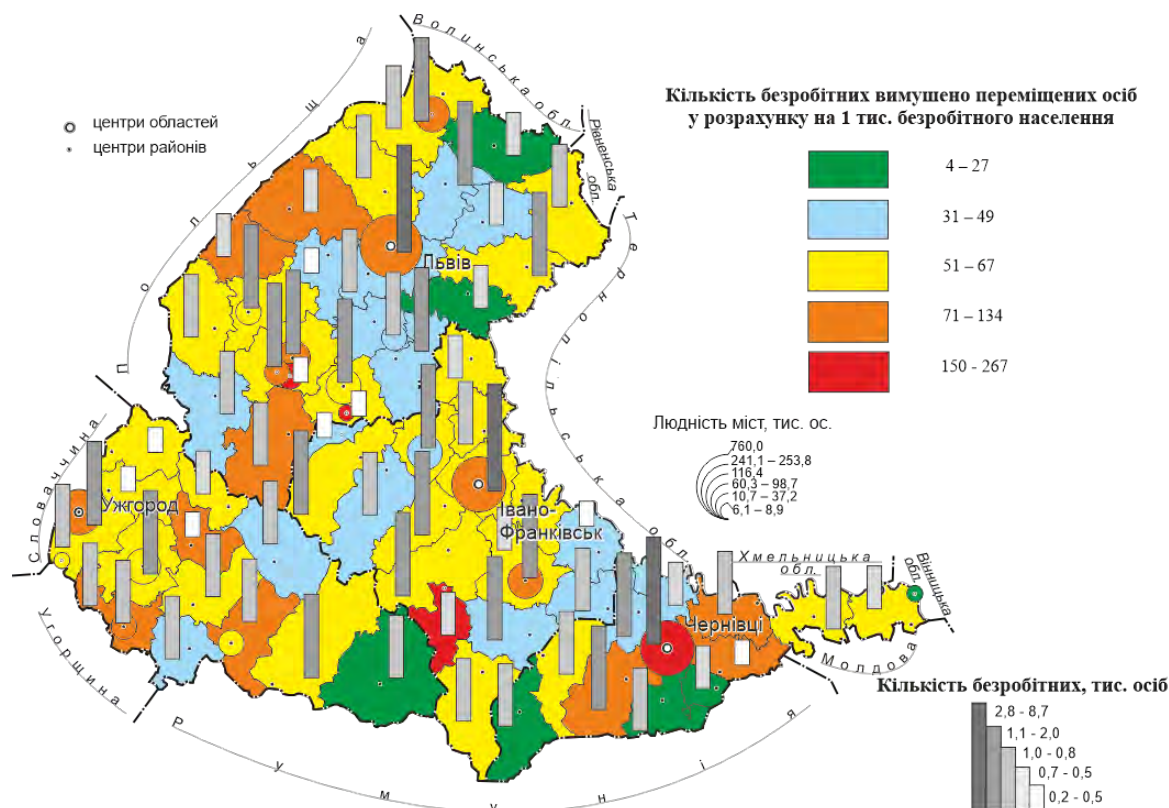 Волинська обл.
Рівненська
обл.
Польща
центри областей
центри районів
Кількість безробітних вимушено переміщених осіб
у розрахунку на 1 тис. безробітного населення
4 – 27
31 – 49
51 – 67
71 – 134
150 - 267
Львів
Тернопільська обл.
Людність міст, тис. ос.
760,0
241,1 – 253,8
116,4
60,3 – 98,7
10,7 – 37,2
6,1 – 8,9
Словаччина
Ужгород
Івано-
Франківськ
Хмельницька
обл.
Вінницька
обл.
Чернівці
Молдова
Угорщина
Румунія
Кількість безробітних, тис. осіб
2,8 - 8,7
1,1 - 2,0
1,0 - 0,8
0,7 - 0,5
0,2 - 0,5